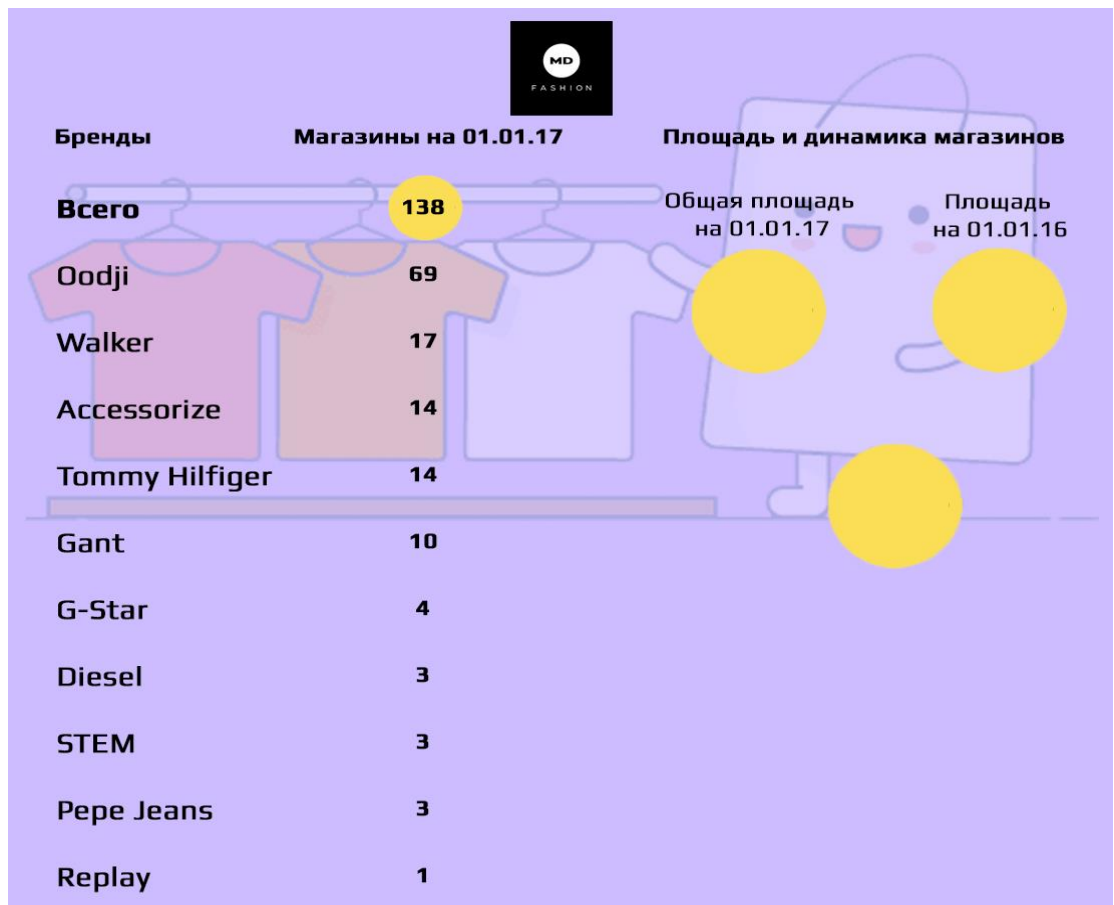 MD
FASHION
Бренды Магазины на 01.01.17 Площадь и динамика магазинов
Всего 138
Общая площадь
на 01.01.17
Площадь
на 01.01.16
Oodji 69
Walker 17
Accessorize 14
Tommy Hilfiger 14
Gant 10
G-Star 4
Diesel 3
STEM 3
Pepe Jeans 3
Replay 1